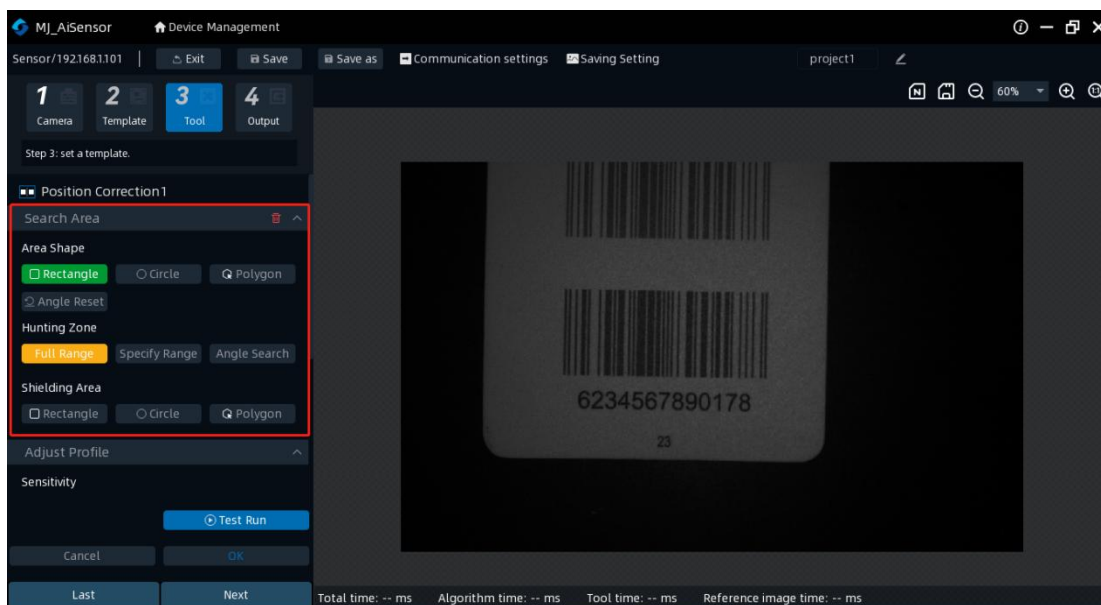 MJ_AiSensor Device Management
Sensor/192.168.1.101 Exit Save Save as Communication settings Saving Setting project1
1 2 3 4
Camera Template Tool Output
60%
Step 3: set a template.
Position Correction1
Search Area
Area Shape
Rectangle Circle Polygon
Angle Reset
Hunting Zone
Full Range Specify Range Angle Search
Shielding Area
Rectangle Circle Polygon
Adjust Profile
Sensitivity
Test Run
Cancel OK
Last Next
6234567890178
23
Total time: -- ms Algorithm time: -- ms Tool time: -- ms Reference image time: -- ms